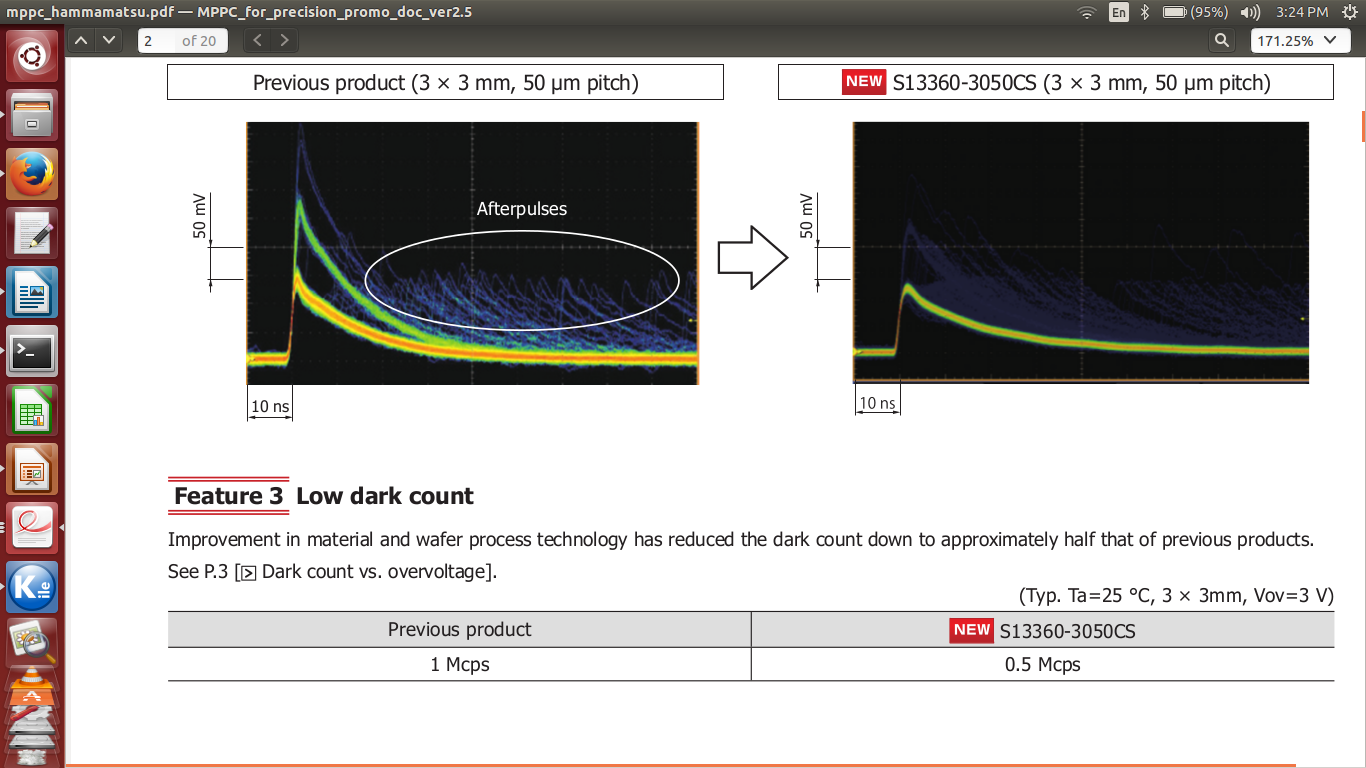 mppc_hammamatsu.pdf — MPPC_for_precision_promo_doc_ver2.5
En
(95%)
3:24 PM
2 of 20
171.25%
Previous product (3 × 3 mm, 50 μm pitch)
NEW S13360-3050CS (3 × 3 mm, 50 μm pitch)
50 mV
Afterpulses
10 ns
50 mV
10 ns
Feature 3 Low dark count
Improvement in material and wafer process technology has reduced the dark count down to approximately half that of previous products.
See P.3 [ Dark count vs. overvoltage].
(Typ. Ta=25 °C, 3 × 3mm, Vov=3 V)
Previous product
NEW S13360-3050CS
1 Mcps
0.5 Mcps
Kile